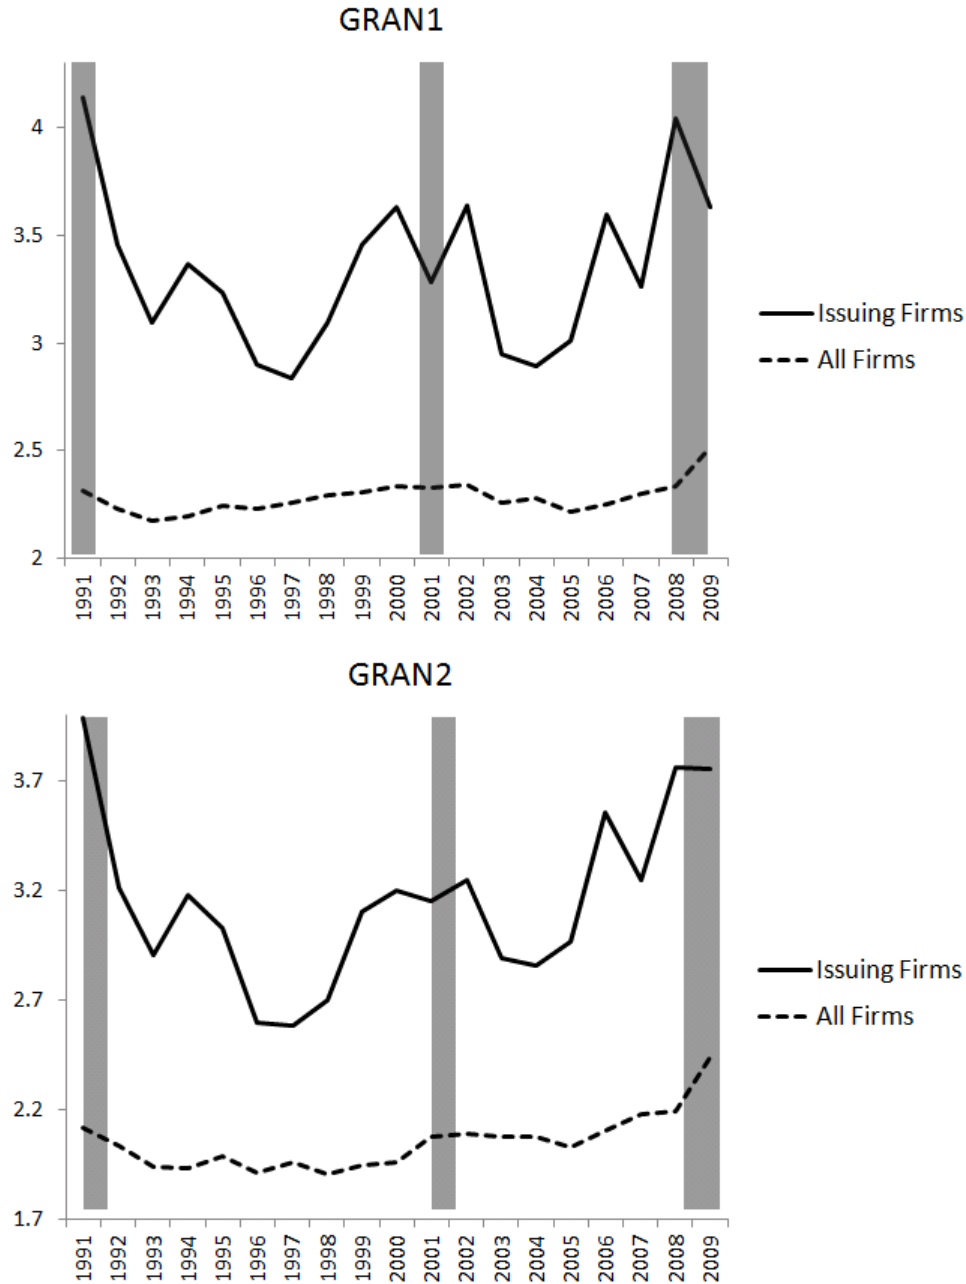 GRAN1
4
3.5
3
2.5
2
1991 1992 1993 1994 1995 1996 1997 1998 1999 2000 2001 2002 2003 2004 2005 2006 2007 2008 2009
Issuing Firms
All Firms
GRAN2
3.7
3.2
2.7
2.2
1.7
1991 1992 1993 1994 1995 1996 1997 1998 1999 2000 2001 2002 2003 2004 2005 2006 2007 2008 2009
Issuing Firms
All Firms